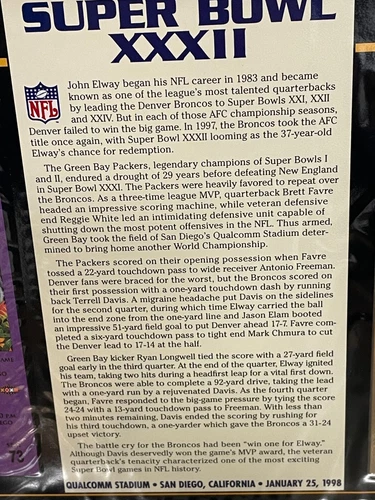 SUPER BOWL
XXXII
John Elway began his NFL career in 1983 and became
known as one of the league's most talented quarterbacks
by leading the Denver Broncos to Super Bowls XXI, XXII
and XXIV. But in each of those AFC championship seasons,
Denver failed to win the big game. In 1997, the Broncos took the AFC
title once again, with Super Bowl XXXII looming as the 37-year-old
Elway's chance for redemption.
NFL
The Green Bay Packers, legendary champions of Super Bowls I
and II, endured a drought of 29 years before defeating New England
in Super Bowl XXXI. The Packers were heavily favored to repeat over
the Broncos. As a three-time league MVP, quarterback Brett Favre
headed an impressive scoring machine, while veteran defensive
end Reggie White led an intimidating defensive unit capable of
shutting down the most potent offensives in the NFL. Thus armed,
Green Bay took the field of San Diego's Qualcomm Stadium deter-
mined to bring home another World Championship.
The Packers scored on their opening possession when Favre
tossed a 22-yard touchdown pass to wide receiver Antonio Freeman.
Denver fans were braced for the worst, but the Broncos scored on
their first possession with a one-yard touchdown dash by running
back Terrell Davis. A migraine headache put Davis on the sidelines
for the second quarter, during which time Elway carried the ball
into the end zone from the one-yard line and Jason Elam booted
an impressive 51-yard field goal to put Denver ahead 17-7. Favre com-
pleted a six-yard touchdown pass to tight end Mark Chmura to cut
the Denver lead to 17-14 at the half.
Green Bay kicker Ryan Longwell tied the score with a 27-yard field
goal early in the third quarter. At the end of the quarter, Elway ignited
his team, taking two hits during a headfirst leap for a vital first down.
The Broncos were able to complete a 92-yard drive, taking the lead
with a one-yard run by a rejuvenated Davis. As the fourth quarter
began, Favre responded to the big-game pressure by tying the score
24-24 with a 13-yard touchdown pass to Freeman. With less than
two minutes remaining, Davis ended the scoring by rushing for
his third touchdown, a one-yarder which gave the Broncos a 31-24
upset victory.
The battle cry for the Broncos had been "win one for Elway."
Although Davis deservedly won the game's MVP award, the veteran
quarterback's tenacity characterized one of the most exciting
Super Bowl games in NFL history.
QUALCOMM STADIUM • SAN DIEGO, CALIFORNIA • JANUARY 25, 1998